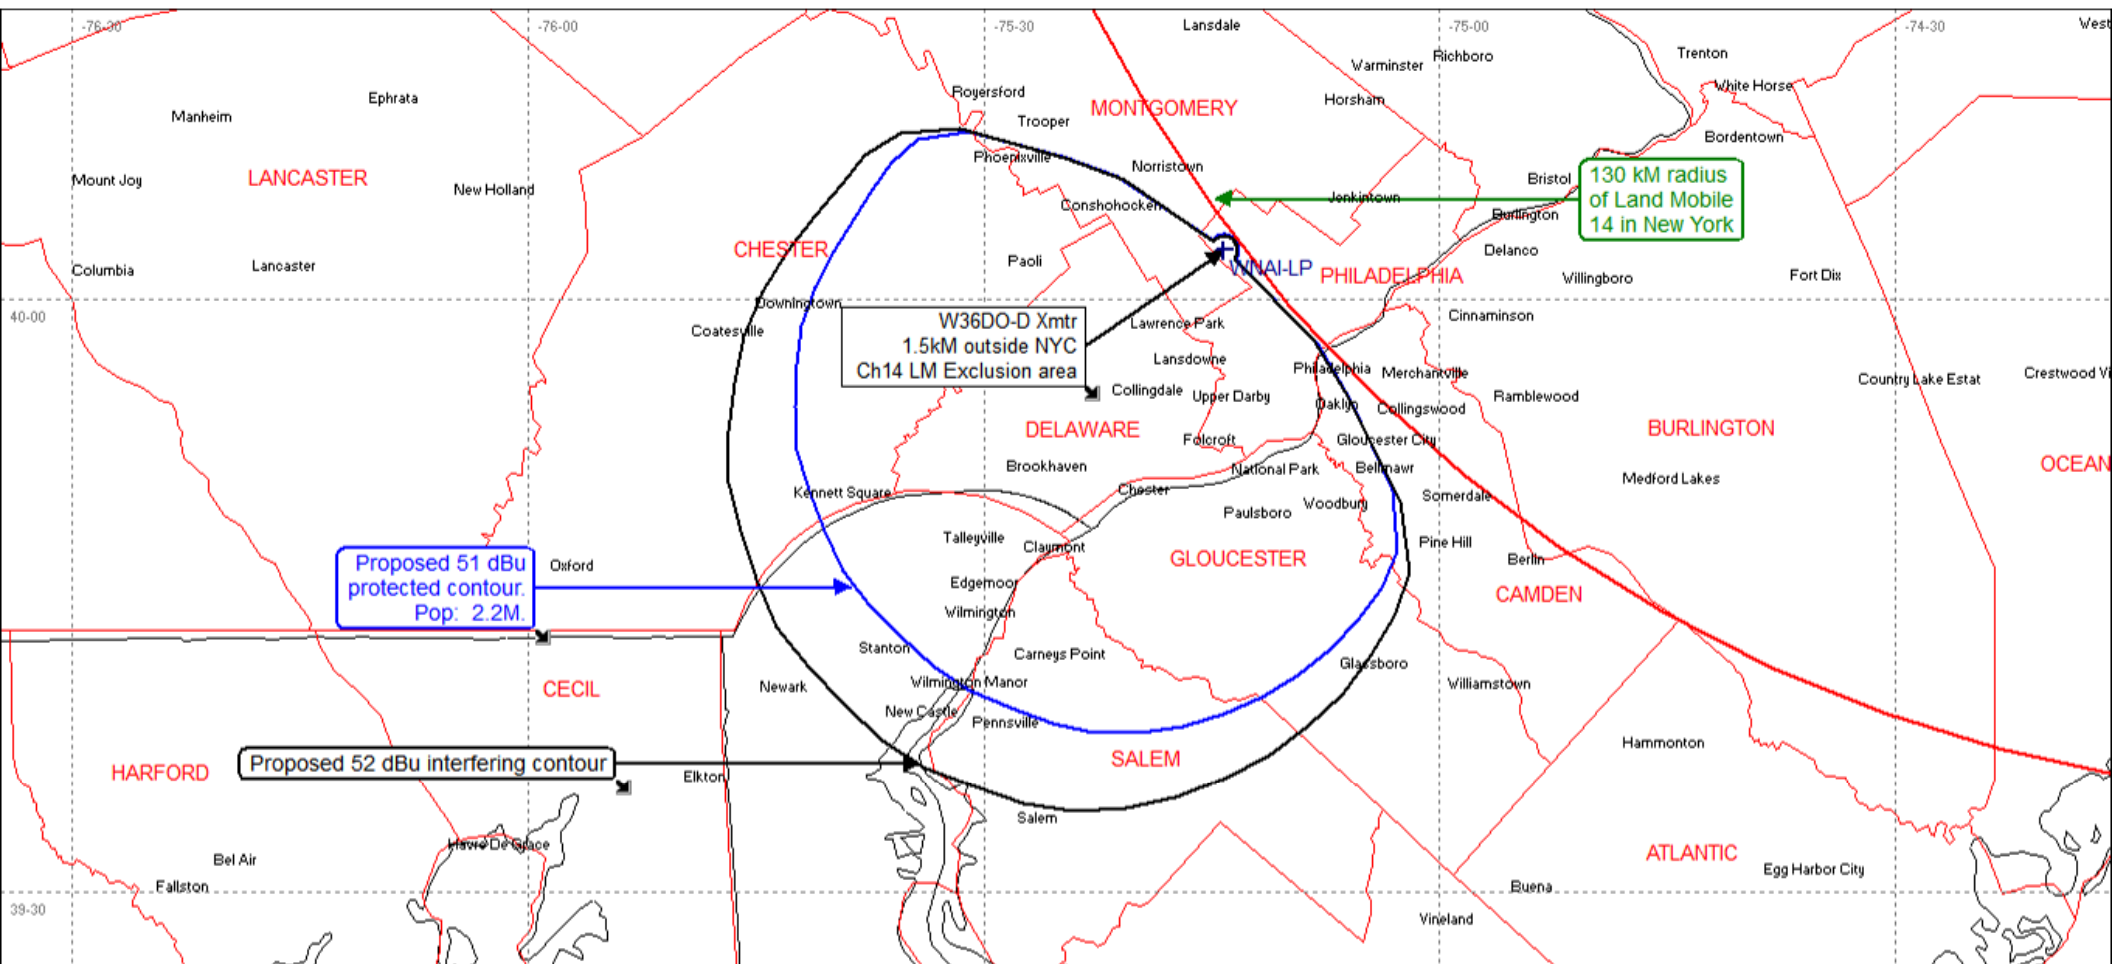 -76-30
-76-00
-75-30
-75-00
-74-30
Lansdale
West
Trenton
Richboro
Warminster
White Horse
Royersford
Ephrata
Horsham
MONTGOMERY
Manheim
Trooper
Bordentown
Phoenixville
Norristown
130 kM radius
of Land Mobile
14 in New York
LANCASTER
Mount Joy
New Holland
Bristol
Jenkintown
Conshohocken
Burlington
CHESTER
Delanco
Paoli
Columbia
Lancaster
WNAI-LP
PHILADELPHIA
Willingboro
Fort Dix
Downingtown
40-00
Cinnaminson
W36DO-D Xmtr
1.5kM outside NYC
Ch14 LM Exclusion area
Coatesville
Lawrence Park
Lansdowne
Philadelphia
Merchantville
Country Lake Estat
Crestwood Vi
Collingdale
Upper Darby
Oaklyn
Collingswood
Ramblewood
DELAWARE
BURLINGTON
Folcroft
Gloucester City
Brookhaven
National Park
Bellmawr
OCEAN
Medford Lakes
Kennett Square
Chester
Woodbury
Somerdale
Paulsboro
Talleyville
Claymont
Pine Hill
GLOUCESTER
Berlin
Proposed 51 dBu
protected contour.
Pop: 2.2M.
Oxford
Edgemoor
CAMDEN
Wilmington
Stanton
Carneys Point
Glassboro
CECIL
Newark
Wilmington Manor
Williamstown
New Castle
Pennsville
Hammonton
SALEM
Proposed 52 dBu interfering contour
HARFORD
Elkton
Salem
Havre De Grace
Bel Air
ATLANTIC
Egg Harbor City
Fallston
Buena
39-30
Vineland